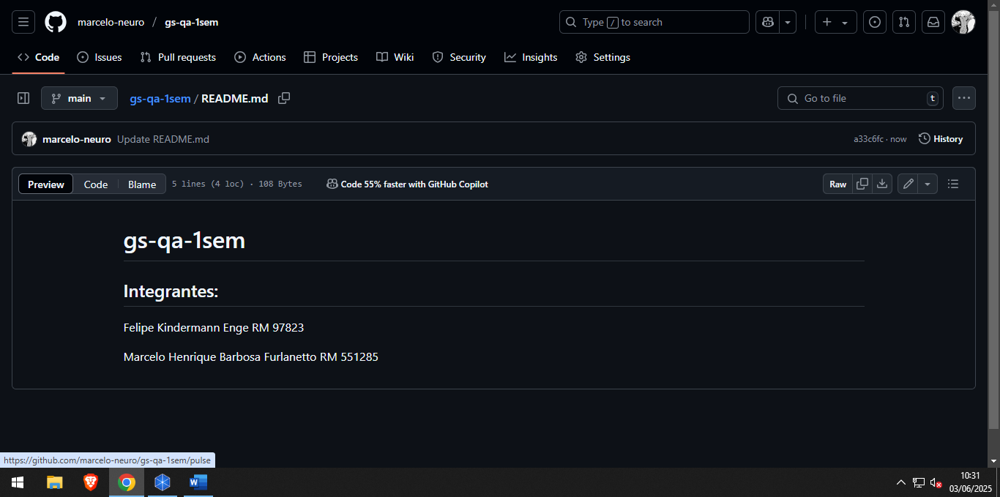 marcelo-neuro / gs-qa-1sem
Type / to search
Code Issues Pull requests Actions Projects Wiki Security Insights Settings
main
gs-qa-1sem / README.md
Go to file t
marcelo-neuro Update README.md
a33c6fc · now History
Preview Code Blame 5 lines (4 loc) · 108 Bytes Code 55% faster with GitHub Copilot
Raw
gs-qa-1sem
Integrantes:
Felipe Kindermann Enge RM 97823
Marcelo Henrique Barbosa Furlanetto RM 551285
https://github.com/marcelo-neuro/gs-qa-1sem/pulse
W
10:31
03/06/2025